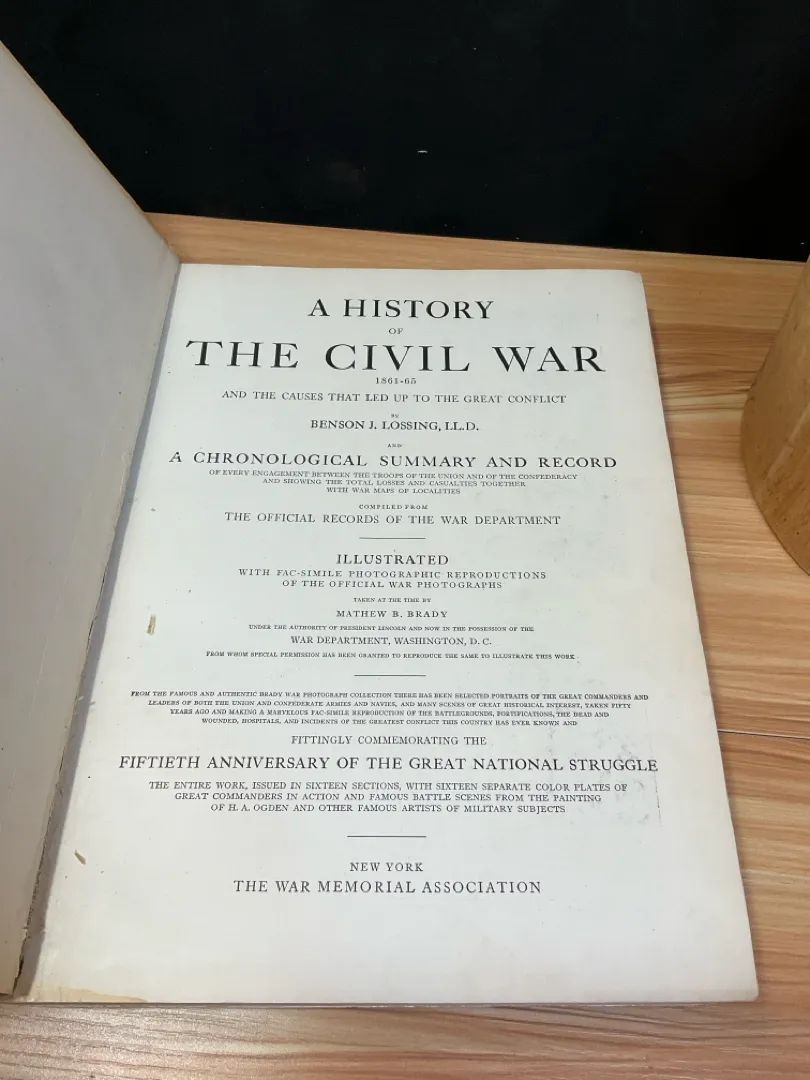 A HISTORY
OF
THE CIVIL WAR
1861-65
AND THE CAUSES THAT LED UP TO THE GREAT CONFLICT
BY
BENSON J. LOSSING, LL.D.
AND
A CHRONOLOGICAL SUMMARY AND RECORD
OF EVERY ENGAGEMENT BETWEEN THE TROOPS OF THE UNION AND OF THE CONFEDERACY
AND SHOWING THE TOTAL LOSSES AND CASUALTIES TOGETHER
WITH WAR MAPS OF LOCALITIES
COMPILED FROM
THE OFFICIAL RECORDS OF THE WAR DEPARTMENT
ILLUSTRATED
WITH FAC-SIMILE PHOTOGRAPHIC REPRODUCTIONS
OF THE OFFICIAL WAR PHOTOGRAPHS
TAKEN AT THE TIME BY
MATHEW B. BRADY
UNDER THE AUTHORITY OF PRESIDENT LINCOLN AND NOW IN THE POSSESSION OF THE
WAR DEPARTMENT, WASHINGTON, D. C.
FROM WHOM SPECIAL PERMISSION HAS BEEN GRANTED TO REPRODUCE THE SAME TO ILLUSTRATE THIS WORK
FROM THE FAMOUS AND AUTHENTIC BRADY WAR PHOTOGRAPH COLLECTION THERE HAS BEEN SELECTED PORTRAITS OF THE GREAT COMMANDERS AND
LEADERS OF BOTH THE UNION AND CONFEDERATE ARMIES AND NAVIES, AND MANY SCENES OF GREAT HISTORICAL INTEREST, TAKEN FIFTY
YEARS AGO AND MAKING A MARVELOUS FAC-SIMILE REPRODUCTION OF THE BATTLEGROUNDS, FORTIFICATIONS, THE DEAD AND
WOUNDED, HOSPITALS, AND INCIDENTS OF THE GREATEST CONFLICT THIS COUNTRY HAS EVER KNOWN AND
FITTINGLY COMMEMORATING THE
FIFTIETH ANNIVERSARY OF THE GREAT NATIONAL STRUGGLE
THE ENTIRE WORK, ISSUED IN SIXTEEN SECTIONS, WITH SIXTEEN SEPARATE COLOR PLATES OF
GREAT COMMANDERS IN ACTION AND FAMOUS BATTLE SCENES FROM THE PAINTING
OF H. A. OGDEN AND OTHER FAMOUS ARTISTS OF MILITARY SUBJECTS
NEW YORK
THE WAR MEMORIAL ASSOCIATION